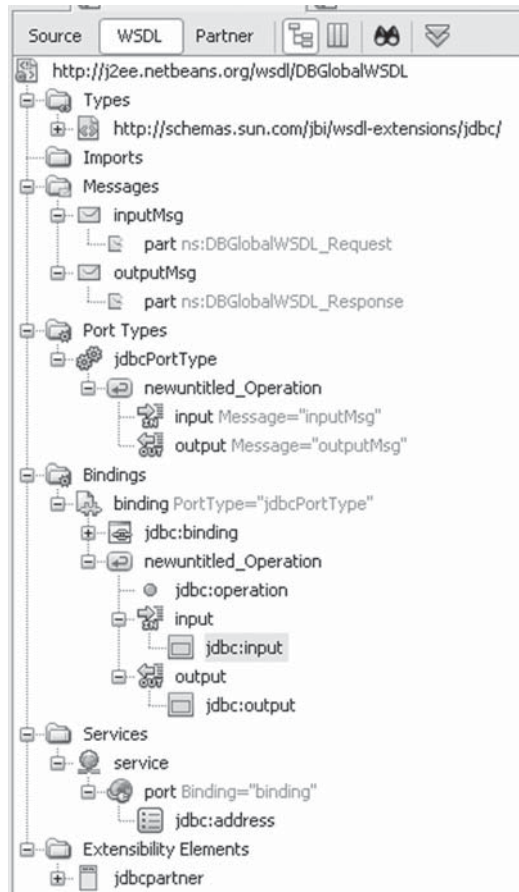 Source WSDL Partner
http://j2ee.netbeans.org/wsdl/DBGlobalWSDL
Types
http://schemas.sun.com/jbi/wsdl-extensions/jdbc/
Imports
Messages
inputMsg
part ns:DBGlobalWSDL_Request
outputMsg
part ns:DBGlobalWSDL_Response
Port Types
jdbcPortType
newuntitled_Operation
input Message="inputMsg"
output Message="outputMsg"
Bindings
binding PortType="jdbcPortType"
jdbc:binding
newuntitled_Operation
jdbc:operation
input
jdbc:input
output
jdbc:output
Services
service
port Binding="binding"
jdbc:address
Extensibility Elements
jdbcpartner